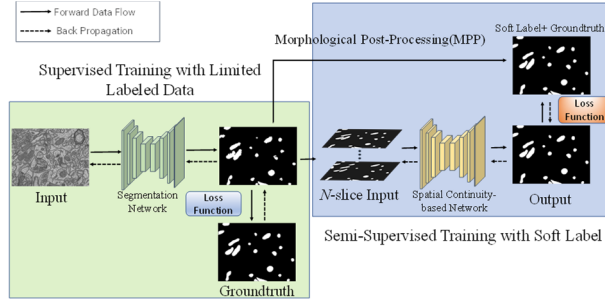 Forward Data Flow
Back Propagation
Supervised Training with Limited
Labeled Data
Morphological Post-Processing(MPP)
Soft Label+ Groundtruth
Loss
Function
Input
Segmentation
Network
Loss
Function
Groundtruth
N-slice Input
Spatial Continuity-
based Network
Output
Semi-Supervised Training with Soft Label